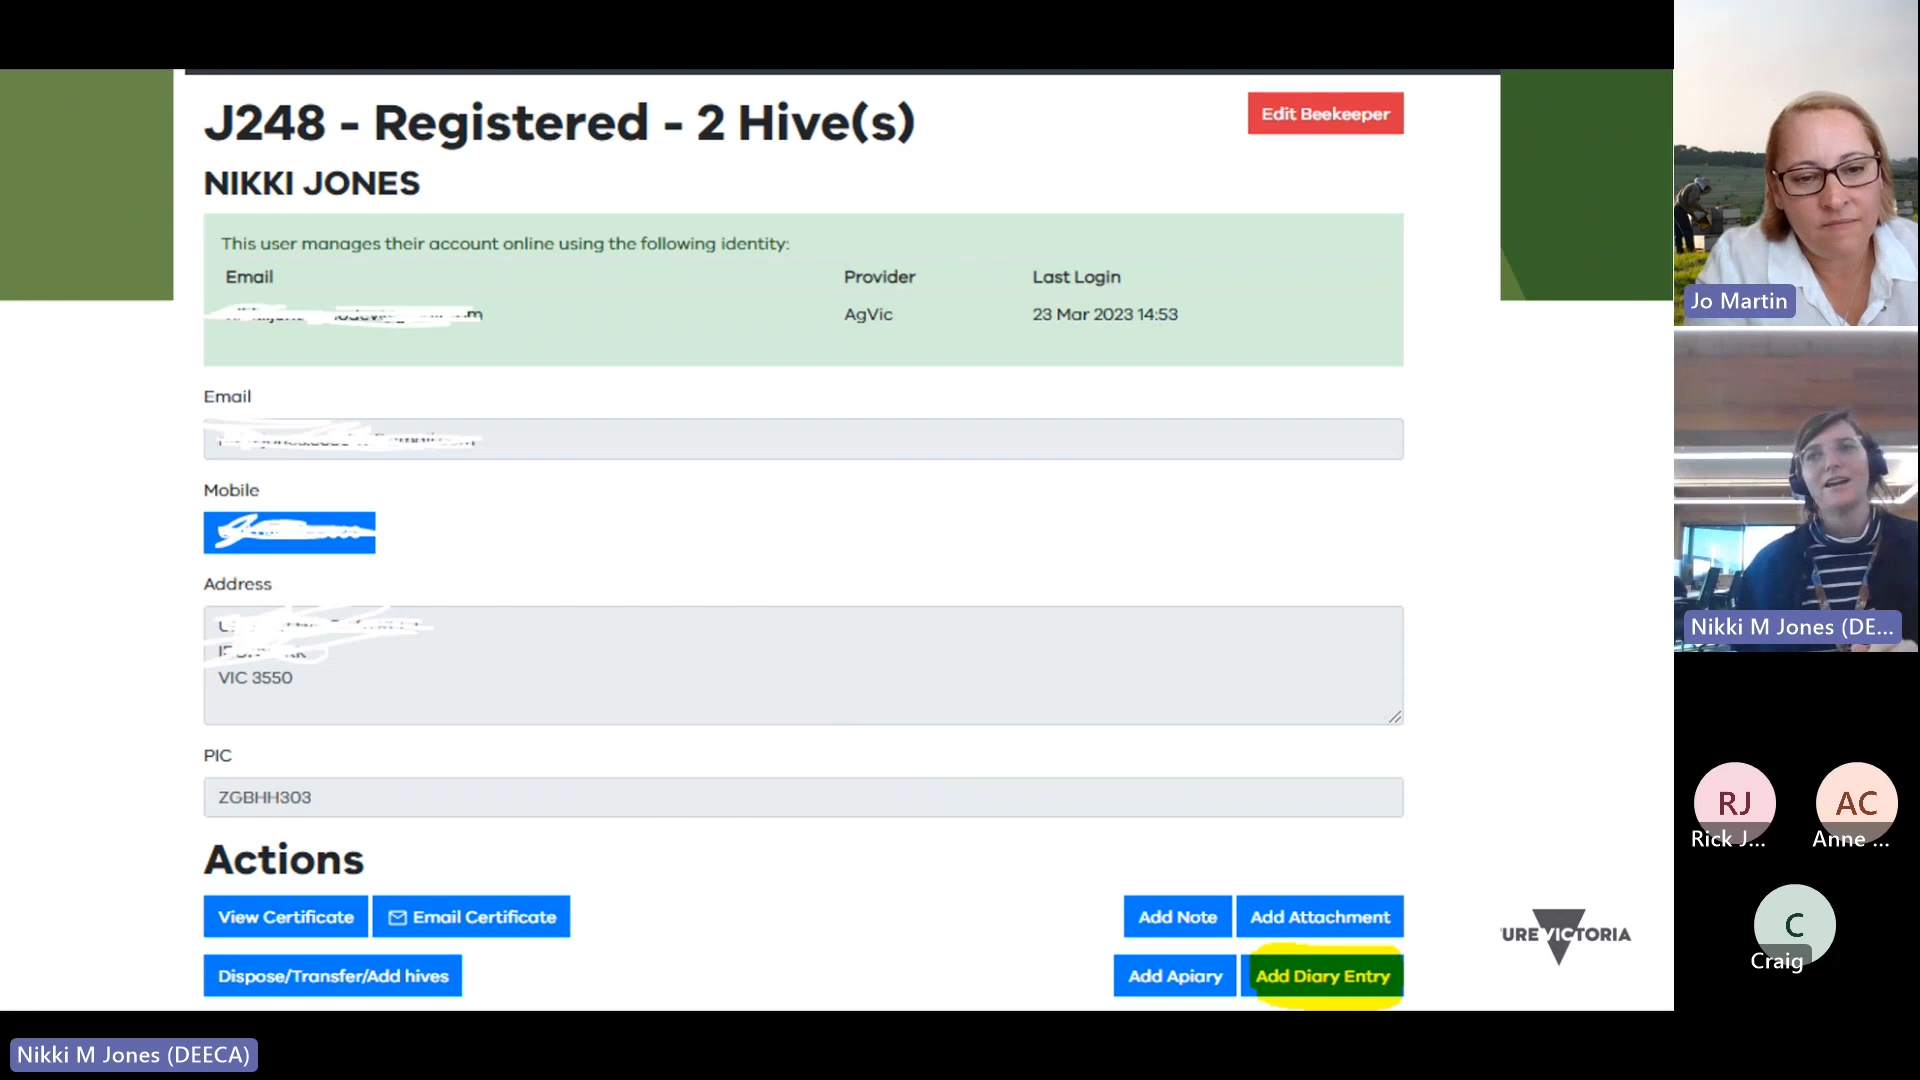 J248 - Registered - 2 Hive(s)
Edit Beekeeper
NIKKI JONES
This user manages their account online using the following identity:
Email Provider Last Login
AgVic 23 Mar 2023 14:53
Email
Mobile
Address
VIC 3550
PIC
ZGBHH303
Actions
View Certificate Email Certificate Add Note Add Attachment
Dispose/Transfer/Add hives Add Apiary Add Diary Entry
URE VICTORIA
Jo Martin
Nikki M Jones (DE...
RJ AC
Rick J... Anne ...
C
Craig
Nikki M Jones (DEECA)